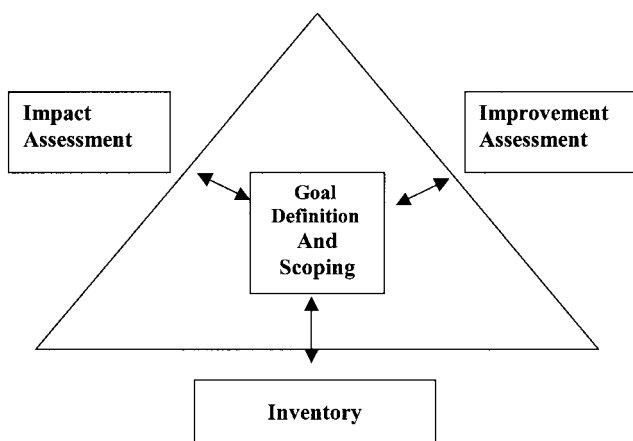 Impact
Assessment
Improvement
Assessment
Goal
Definition
And
Scoping
Inventory